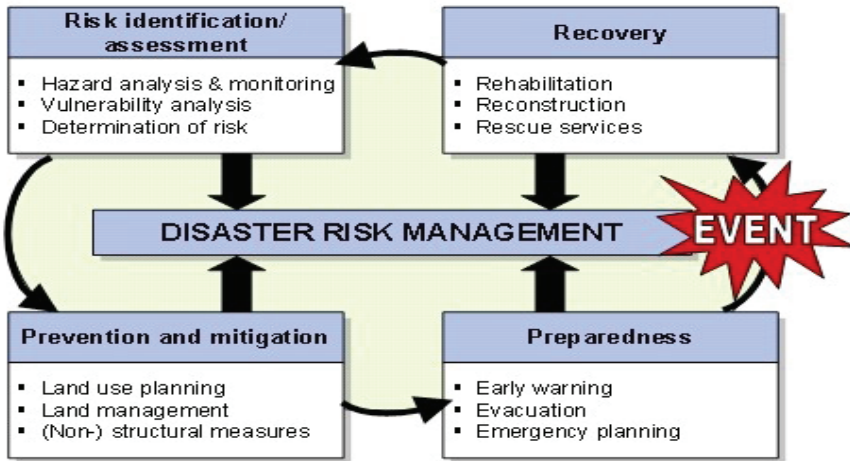 Risk identification/
assessment
▪ Hazard analysis & monitoring
▪ Vulnerability analysis
▪ Determination of risk
Recovery
▪ Rehabilitation
▪ Reconstruction
▪ Rescue services
DISASTER RISK MANAGEMENT
EVENT
Prevention and mitigation
▪ Land use planning
▪ Land management
▪ (Non-) structural measures
Preparedness
▪ Early warning
▪ Evacuation
▪ Emergency planning